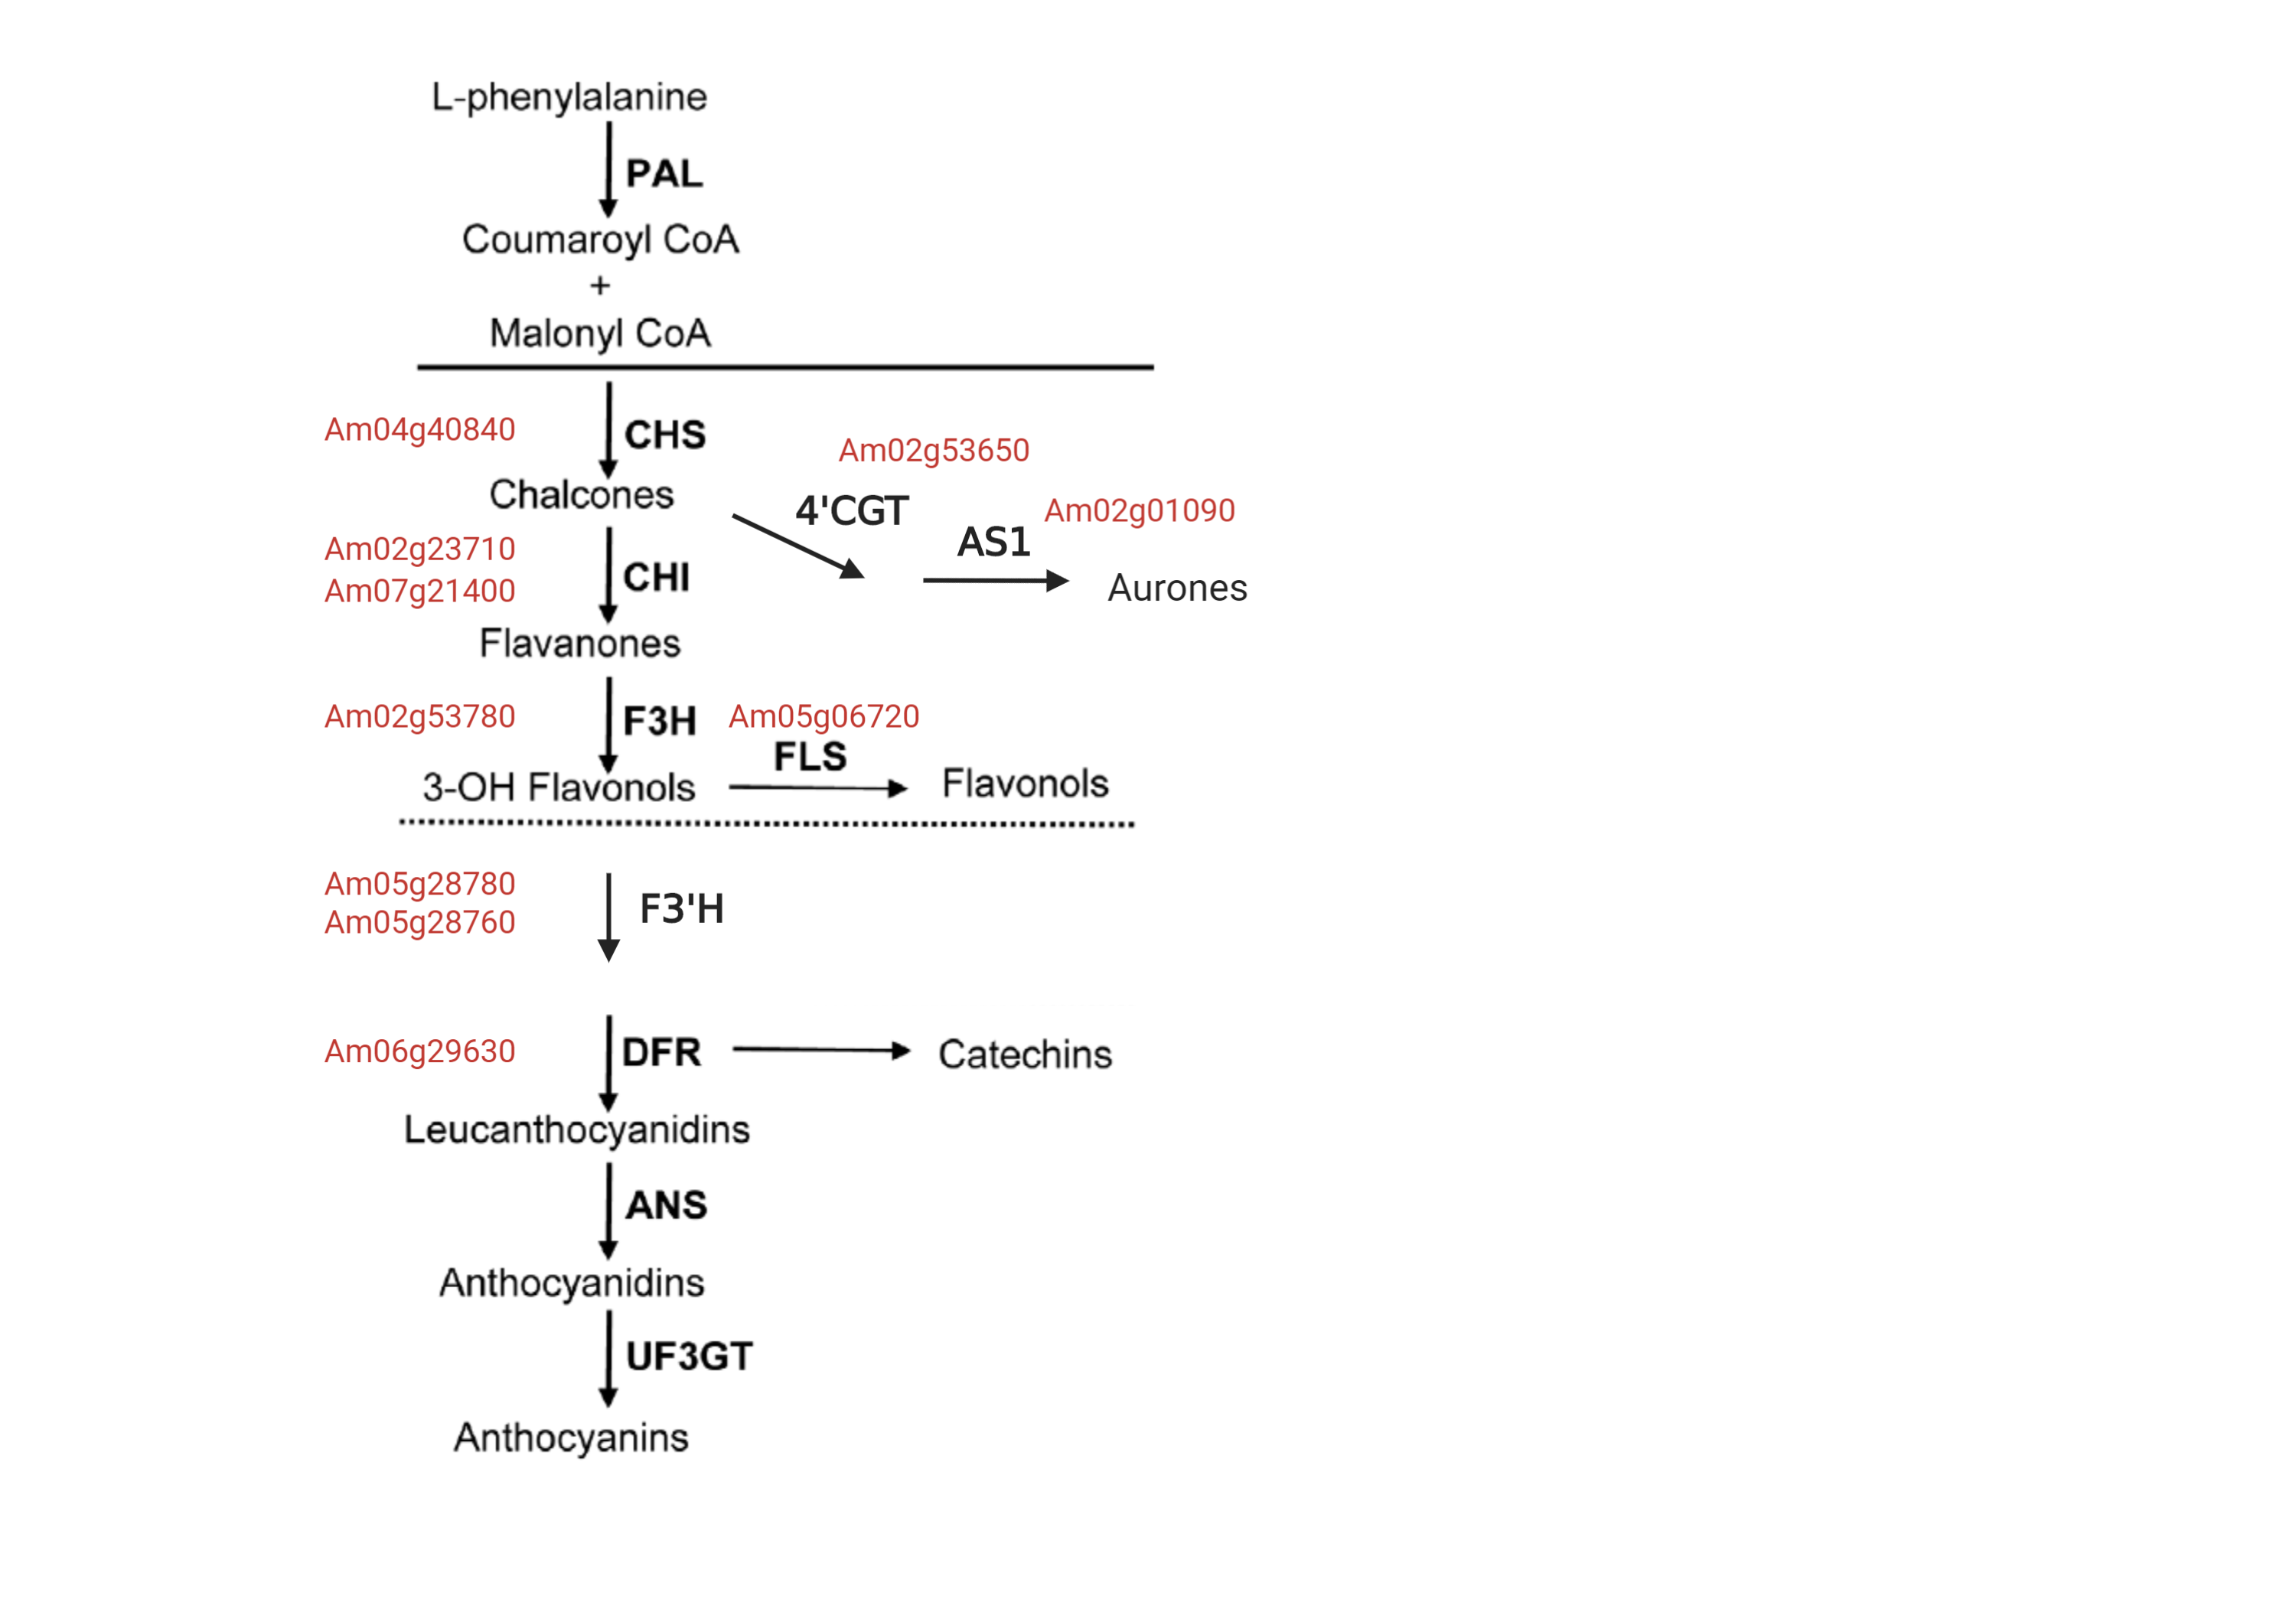 L-phenylalanine
PAL
Coumaroyl CoA
+
Malonyl CoA
Am04g40840
CHS
Am02g53650
Chalcones
4'CGT
Am02g01090
AS1
Am02g23710
Am07g21400
CHI
Aurones
Flavanones
Am02g53780
F3H
Am05g06720
FLS
3-OH Flavonols
Flavonols
Am05g28780
Am05g28760
F3'H
Am06g29630
DFR
Catechins
Leucanthocyanidins
ANS
Anthocyanidins
UF3GT
Anthocyanins